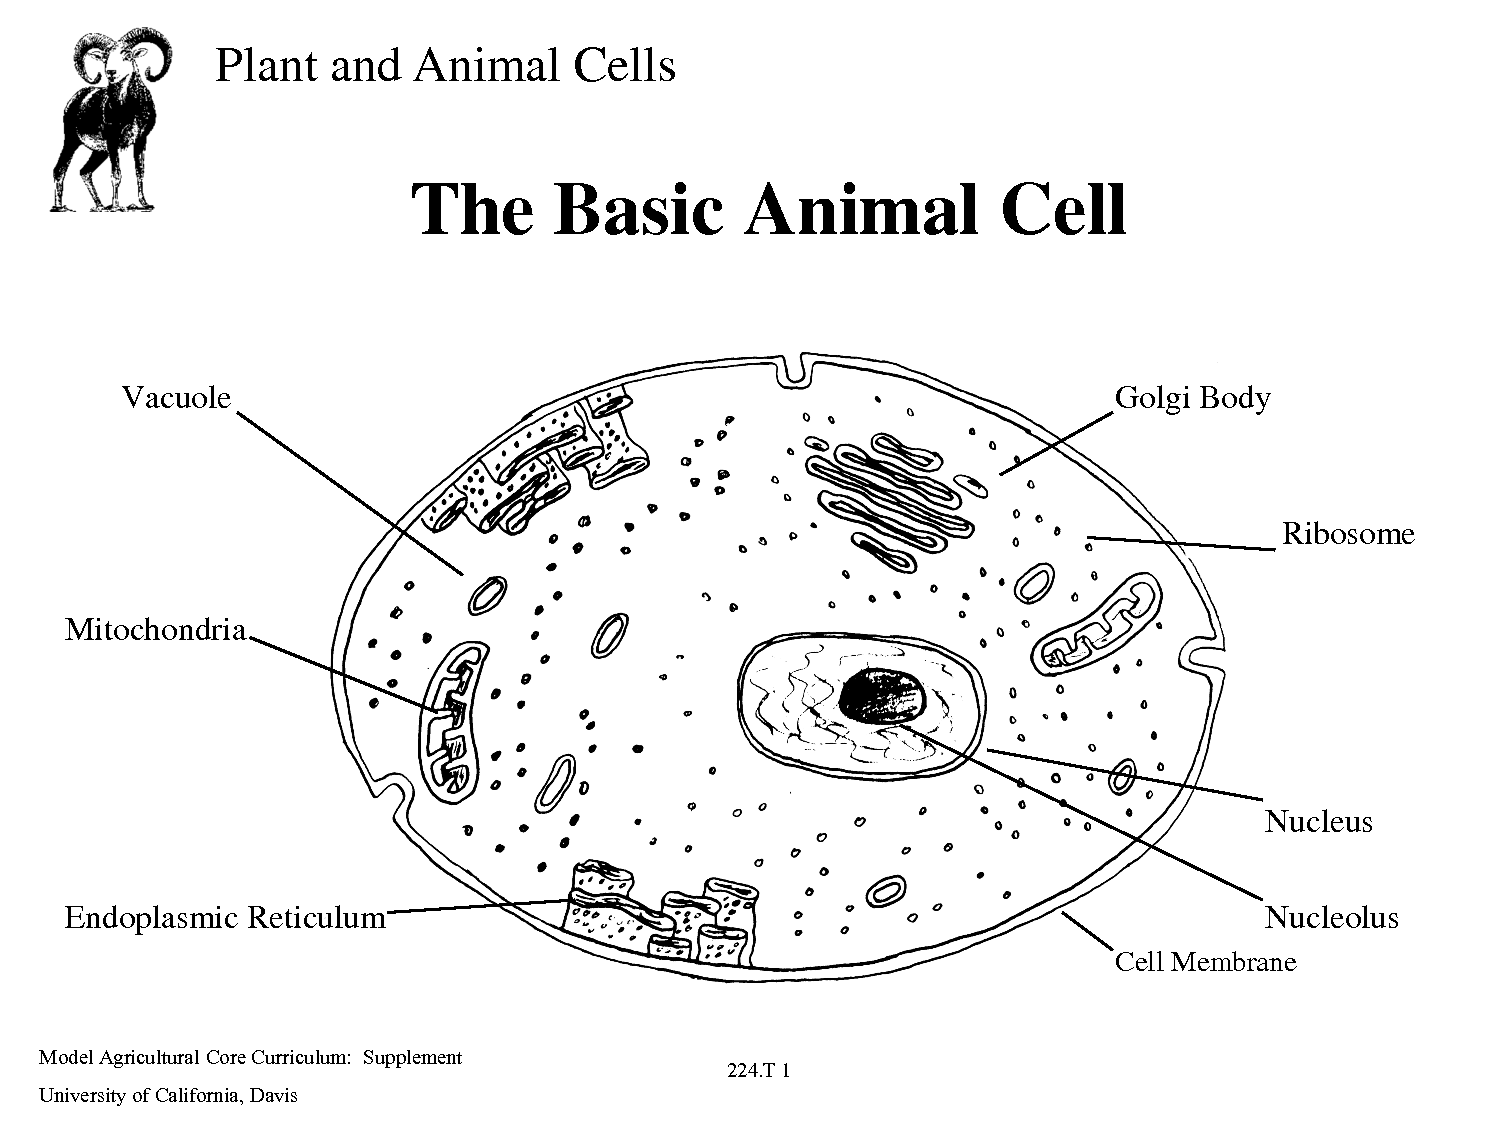 Plant and Animal Cells
The Basic Animal Cell
Vacuole
Golgi Body
Ribosome
Mitochondria
Nucleus
Endoplasmic Reticulum
Nucleolus
Cell Membrane
Model Agricultural Core Curriculum:  Supplement
224.T 1
University of California, Davis